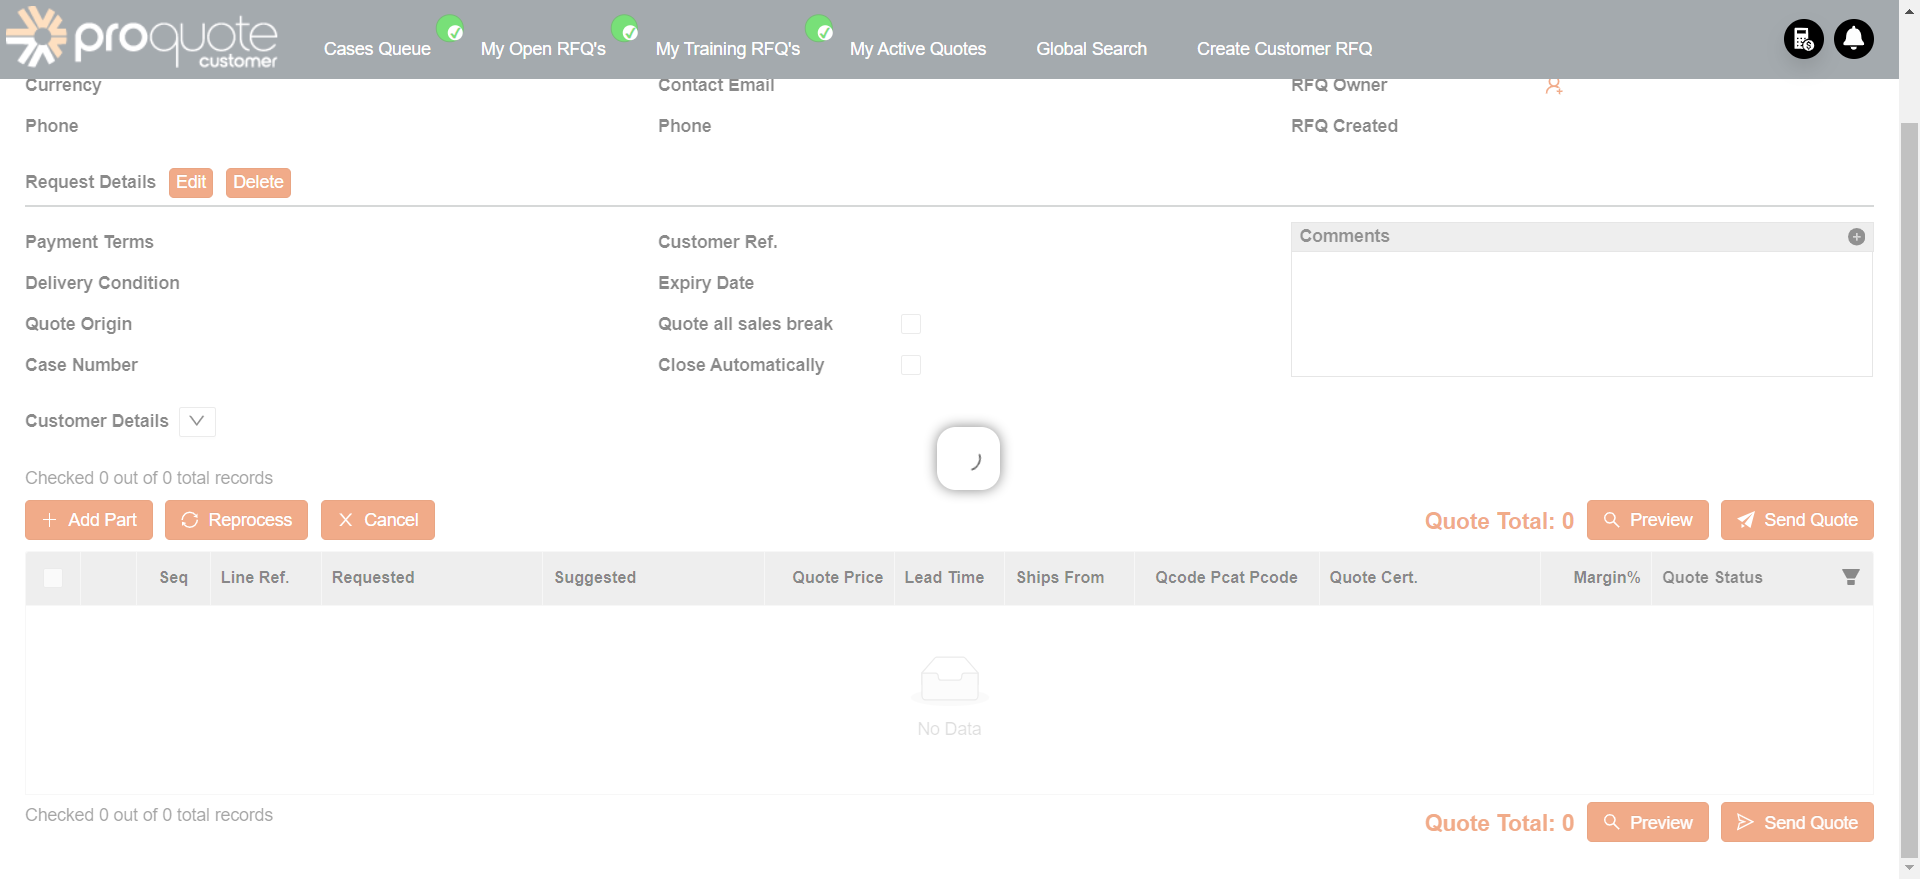 proquote
customer
Cases Queue My Open RFQ's My Training RFQ's My Active Quotes Global Search Create Customer RFQ
Currency Contact Email RFQ Owner
Phone Phone RFQ Created
Request Details Edit Delete
Payment Terms Customer Ref. Comments
Delivery Condition Expiry Date
Quote Origin Quote all sales break
Case Number Close Automatically
Customer Details
Checked 0 out of 0 total records
Add Part Reprocess Cancel Quote Total: 0 Preview Send Quote
Seq Line Ref. Requested Suggested Quote Price Lead Time Ships From Qcode Pcat Pcode Quote Cert. Margin% Quote Status
No Data
Checked 0 out of 0 total records
Quote Total: 0 Preview Send Quote